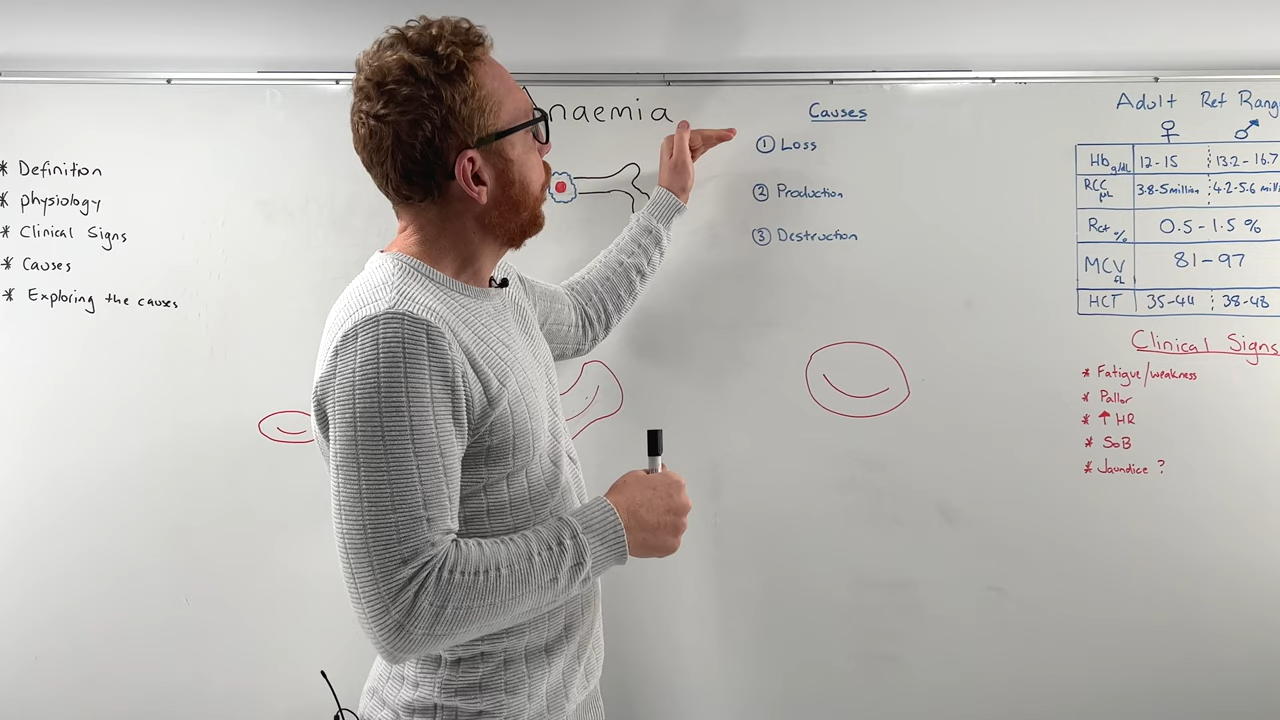 naemia
* Definition
* physiology
* Clinical Signs
* Causes
* Exploring the causes
Causes
① Loss
② Production
③ Destruction
Adult Ref Rang
♀ ♂
Hb g/dL 12-15 13.2-16.7
RCC µL 3.8-5 million 4.2-5.6 milli
Rct % 0.5-1.5 %
MCV fL 81-97
HCT 35-44 38-48
Clinical Signs
* Fatigue/weakness
* Pallor
* ↑ HR
* SoB
* Jaundice ?